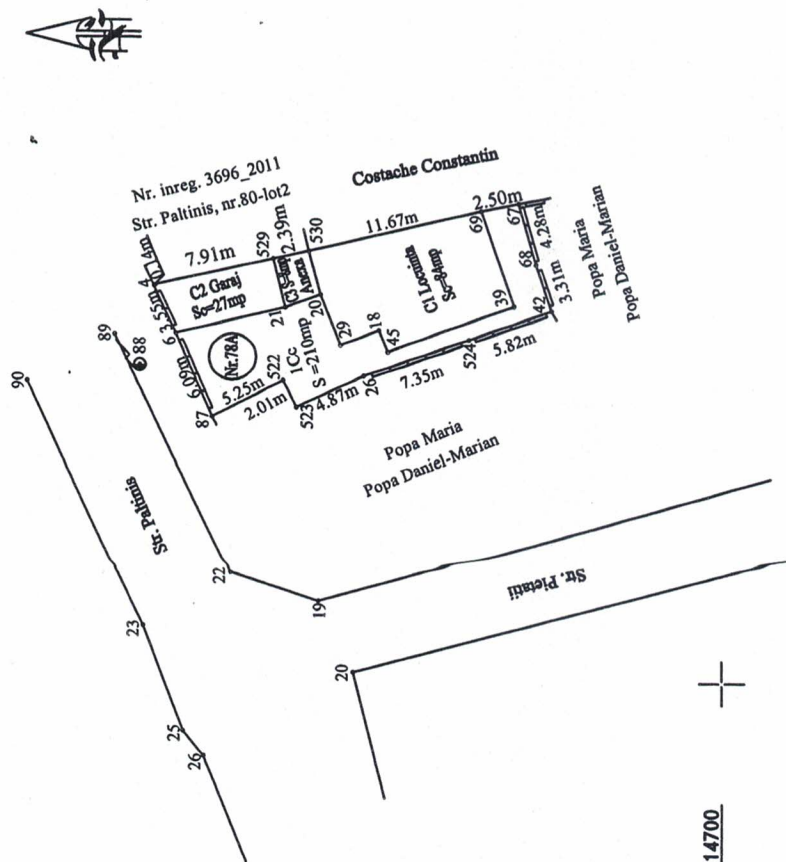 Nr. inreg. 3696_2011
Str. Paltinis, nr.80-lot2
Costache Constantin
2.50m
11.67m
530
2.39m
529
7.91m
4
69
67
4.28m
68
3.31m
42
Popa Maria
Popa Daniel-Marian
C2 Garaj
Sc=27mp
C3 S=4mp
Anexa
C1 Locuinta
Sc=84mp
3.55m
6
6.09m
21
20
29
18
45
39
Nr.78A
1Cc
S =210mp
522
5.25m
2.01m
87
523
4.87m
26
7.35m
524
5.82m
Popa Maria
Popa Daniel-Marian
90
89
88
Str. Paltinis
22
23
19
Str. Pietatii
20
25
26
14700